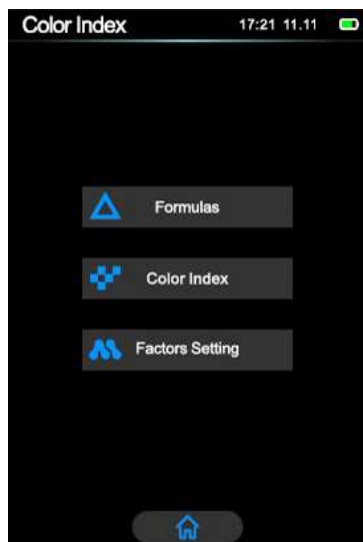 Color Index 17:21 11.11
Formulas
Color Index
Factors Setting